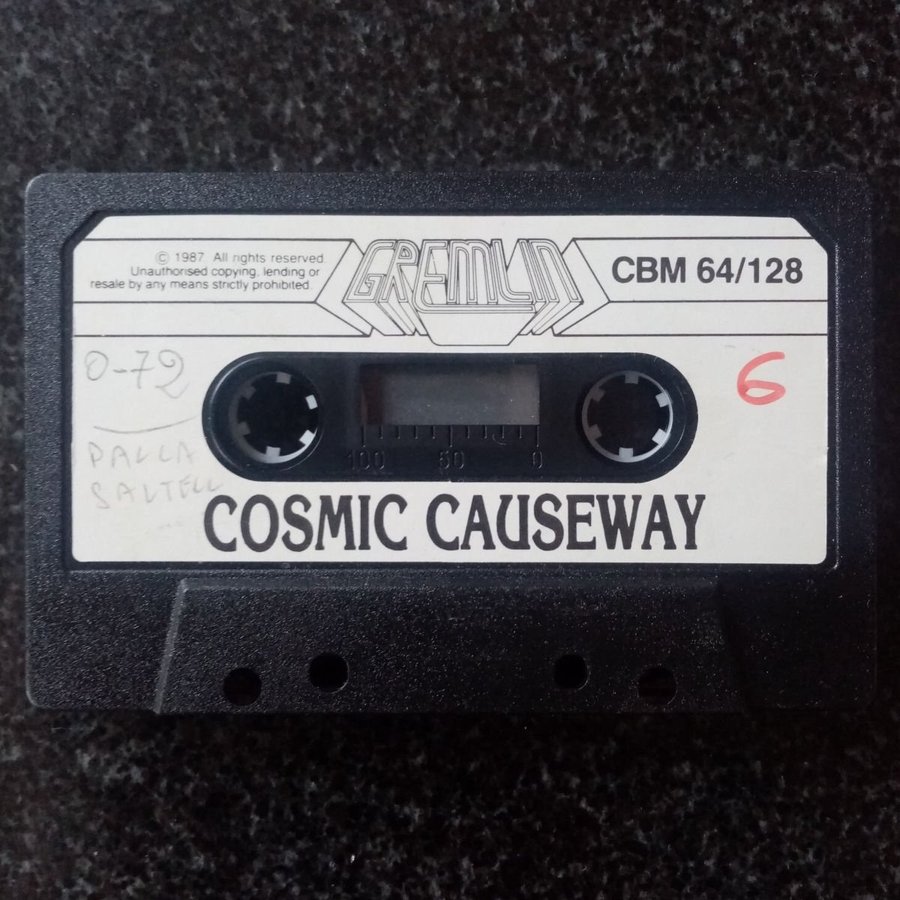 © 1987 All rights reserved
Unauthorised copying, lending or
resale by any means strictly prohibited.
GREMLIN
CBM 64/128
0-72
PALLA
6
100 50 0
COSMIC CAUSEWAY